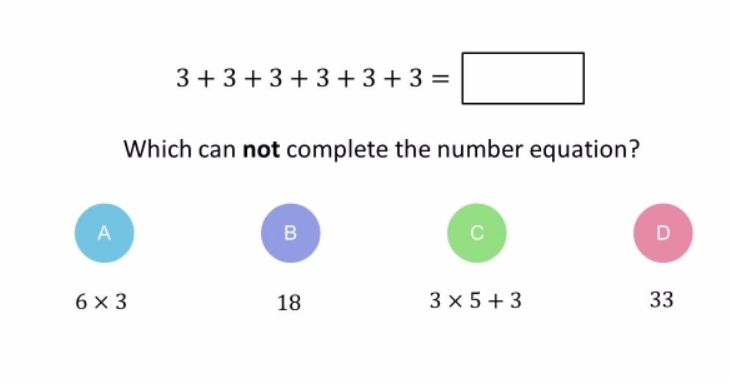 3 + 3 + 3 + 3 + 3 + 3 =
Which can not complete the number equation?
A B C D
6 × 3 18 3 × 5 + 3 33